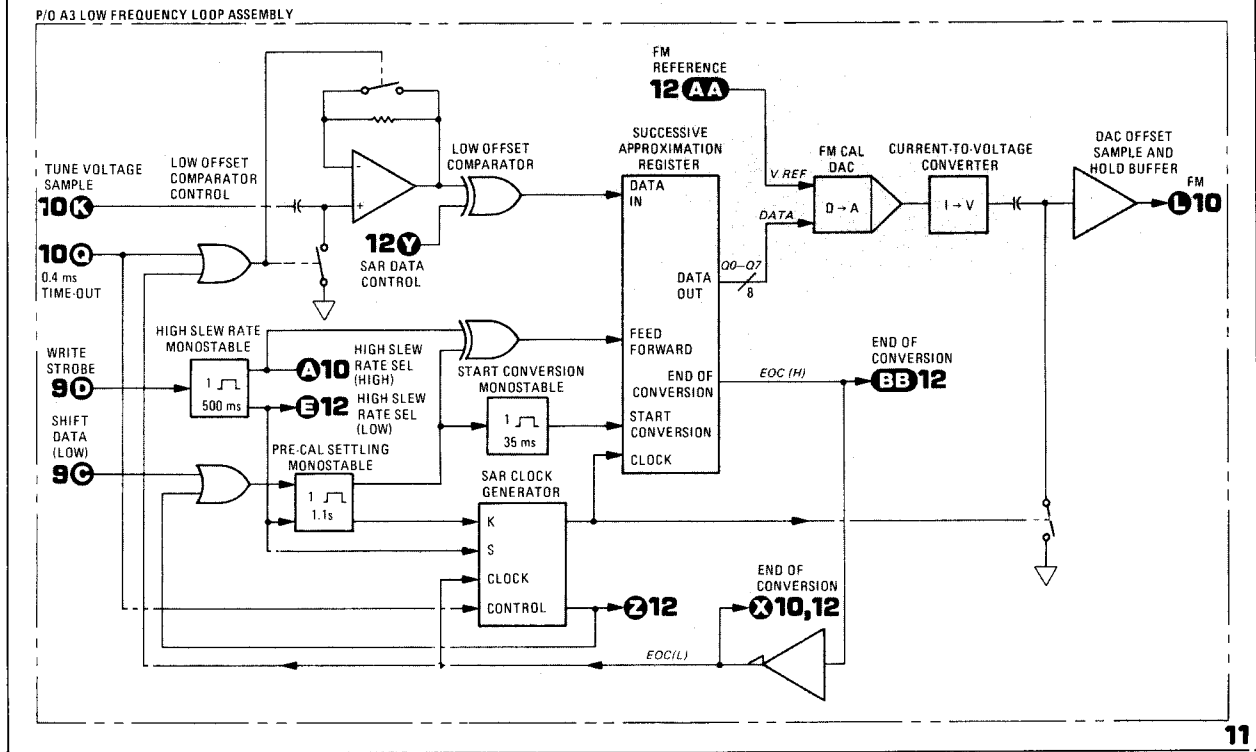 P/O A3 LOW FREQUENCY LOOP ASSEMBLY
FM
REFERENCE
12 AA
TUNE VOLTAGE
SAMPLE
10 K
LOW OFFSET
COMPARATOR
CONTROL
-
+
LOW OFFSET
COMPARATOR
12 Y
SAR DATA
CONTROL
10 Q
0.4 ms
TIME-OUT
SUCCESSIVE
APPROXIMATION
REGISTER
DATA
IN
DATA
OUT
FEED
FORWARD
END OF
CONVERSION
START
CONVERSION
CLOCK
V REF
DATA
Q0–Q7
8
FM CAL
DAC
D→A
CURRENT-TO-VOLTAGE
CONVERTER
I→V
DAC OFFSET
SAMPLE AND
HOLD BUFFER
FM
L 10
WRITE
STROBE
9 D
HIGH SLEW RATE
MONOSTABLE
1
500 ms
A 10
HIGH SLEW
RATE SEL
(HIGH)
E 12
HIGH SLEW
RATE SEL
(LOW)
START CONVERSION
MONOSTABLE
1
35 ms
EOC (H)
END OF
CONVERSION
BB 12
SHIFT
DATA
(LOW)
9 C
PRE-CAL SETTLING
MONOSTABLE
1
1.1s
SAR CLOCK
GENERATOR
K
S
CLOCK
CONTROL
Z 12
END OF
CONVERSION
X 10,12
EOC(L)
11